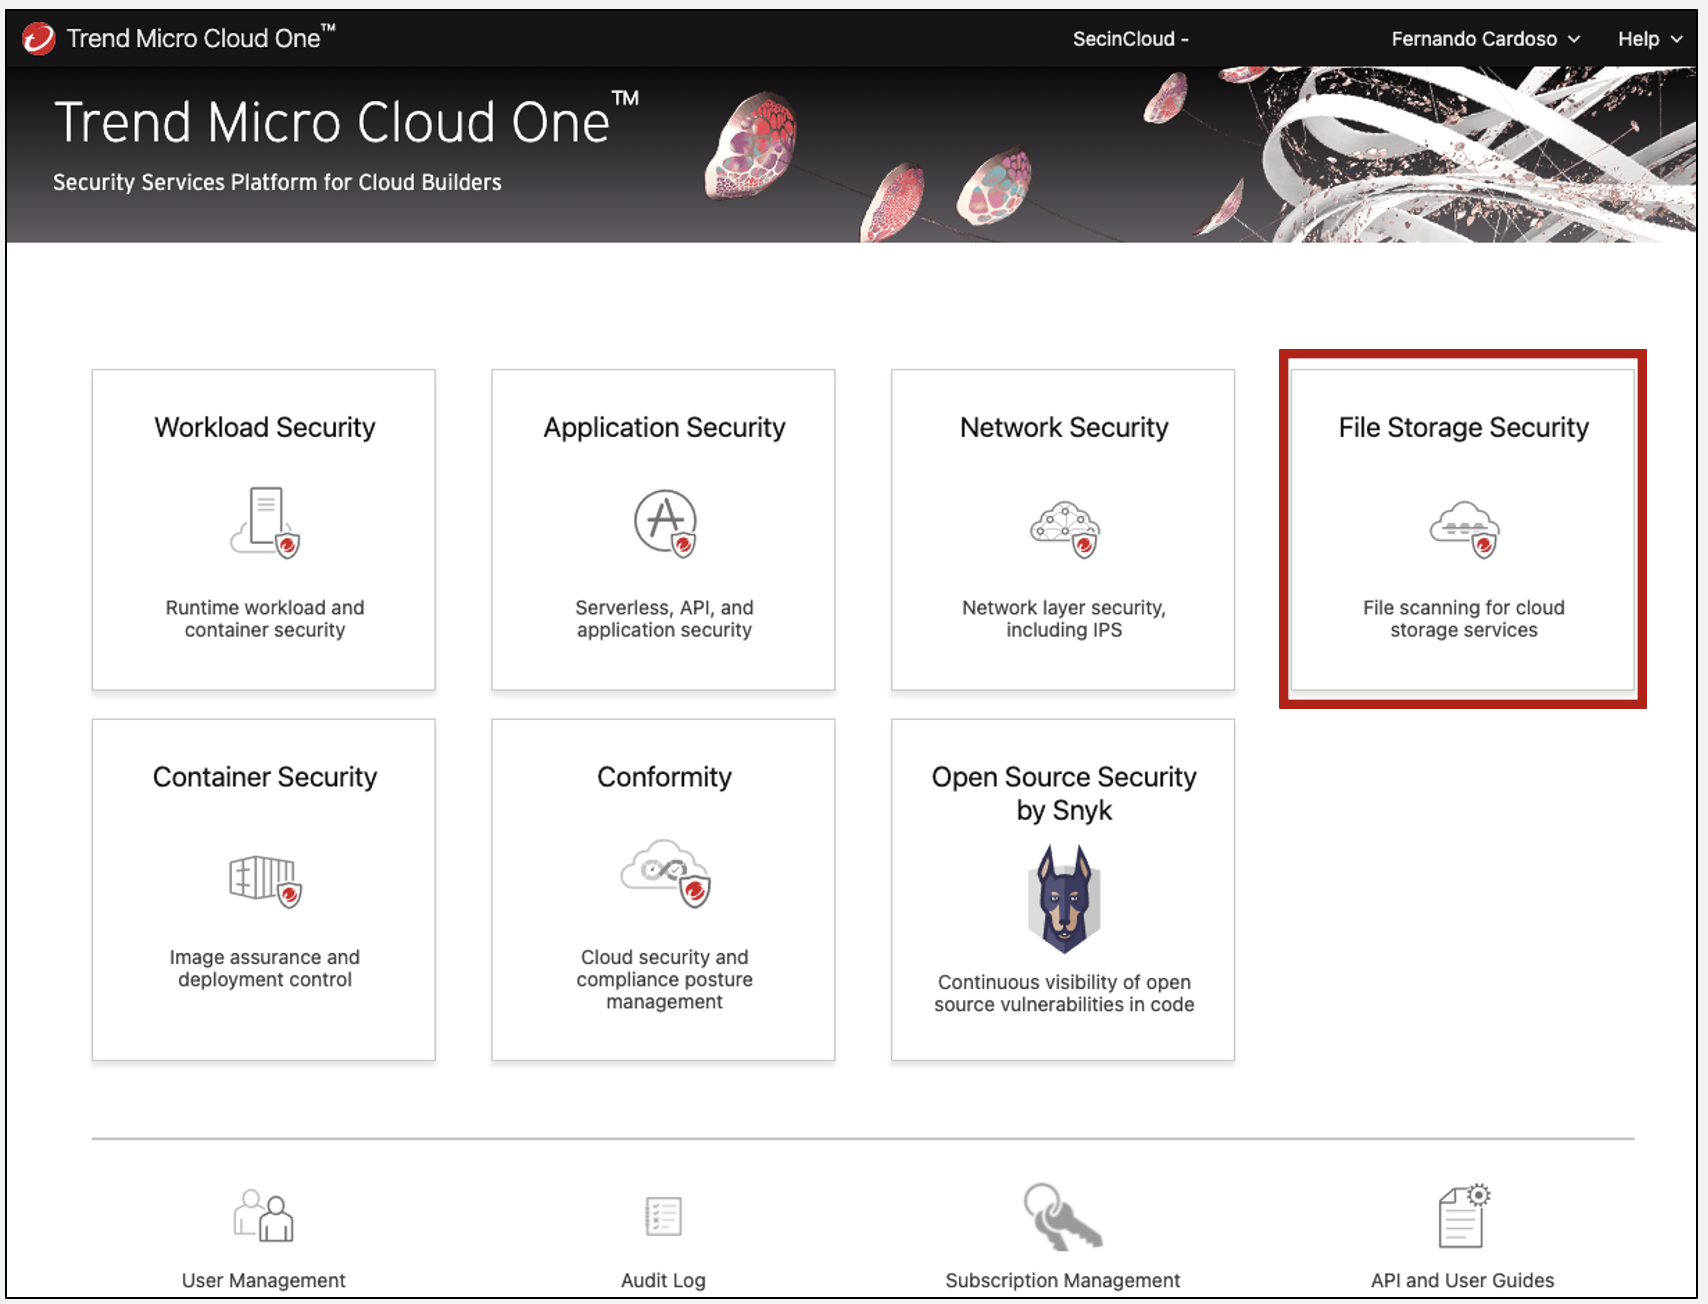 Trend Micro Cloud One™
SecinCloud -
Fernando Cardoso
Help
Trend Micro Cloud One™
Security Services Platform for Cloud Builders
Workload Security
Runtime workload and
container security
Application Security
Serverless, API, and
application security
Network Security
Network layer security,
including IPS
File Storage Security
File scanning for cloud
storage services
Container Security
Image assurance and
deployment control
Conformity
Cloud security and
compliance posture
management
Open Source Security
by Snyk
Continuous visibility of open
source vulnerabilities in code
User Management
Audit Log
Subscription Management
API and User Guides